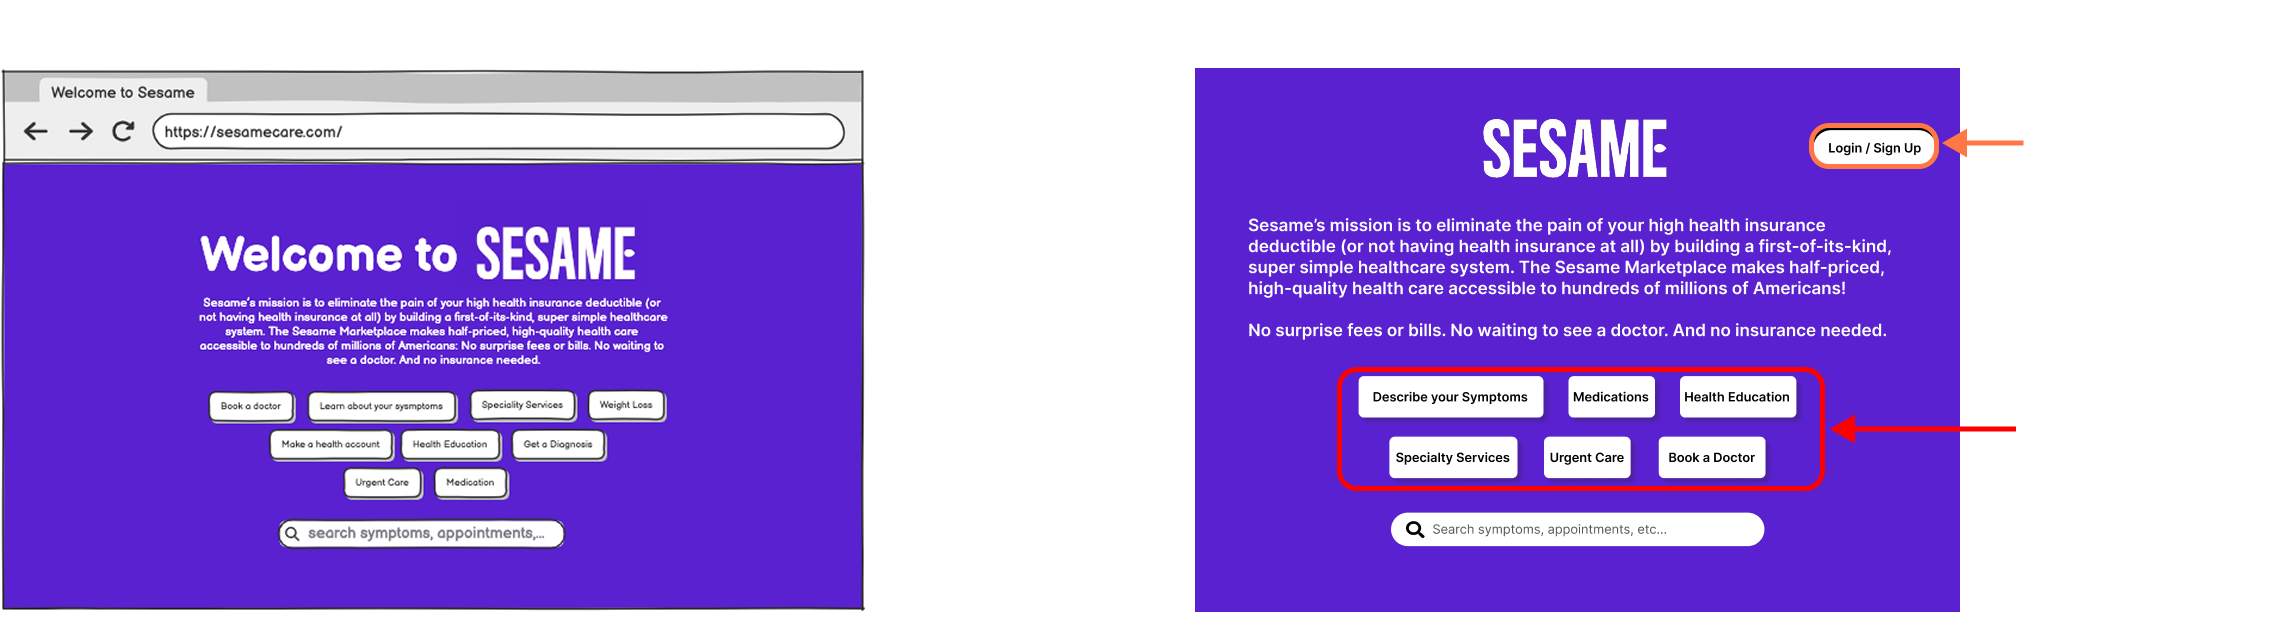 Welcome to Sesame
https://sesamecare.com/
Welcome to SESAME
Sesame's mission is to eliminate the pain of your high health insurance deductible (or
not having health insurance at all) by building a first-of-its-kind, super simple healthcare
system. The Sesame Marketplace makes half-priced, high-quality health care
accessible to hundreds of millions of Americans: No surprise fees or bills. No waiting to
see a doctor. And no insurance needed.
Book a doctor
Learn about your sysmptoms
Speciality Services
Weight Loss
Make a health account
Health Education
Get a Diagnosis
Urgent Care
Medication
search symptoms, appointments,...
SESAME
Login / Sign Up
Sesame’s mission is to eliminate the pain of your high health insurance
deductible (or not having health insurance at all) by building a first-of-its-kind,
super simple healthcare system. The Sesame Marketplace makes half-priced,
high-quality health care accessible to hundreds of millions of Americans!
No surprise fees or bills. No waiting to see a doctor. And no insurance needed.
Describe your Symptoms
Medications
Health Education
Specialty Services
Urgent Care
Book a Doctor
Search symptoms, appointments, etc...